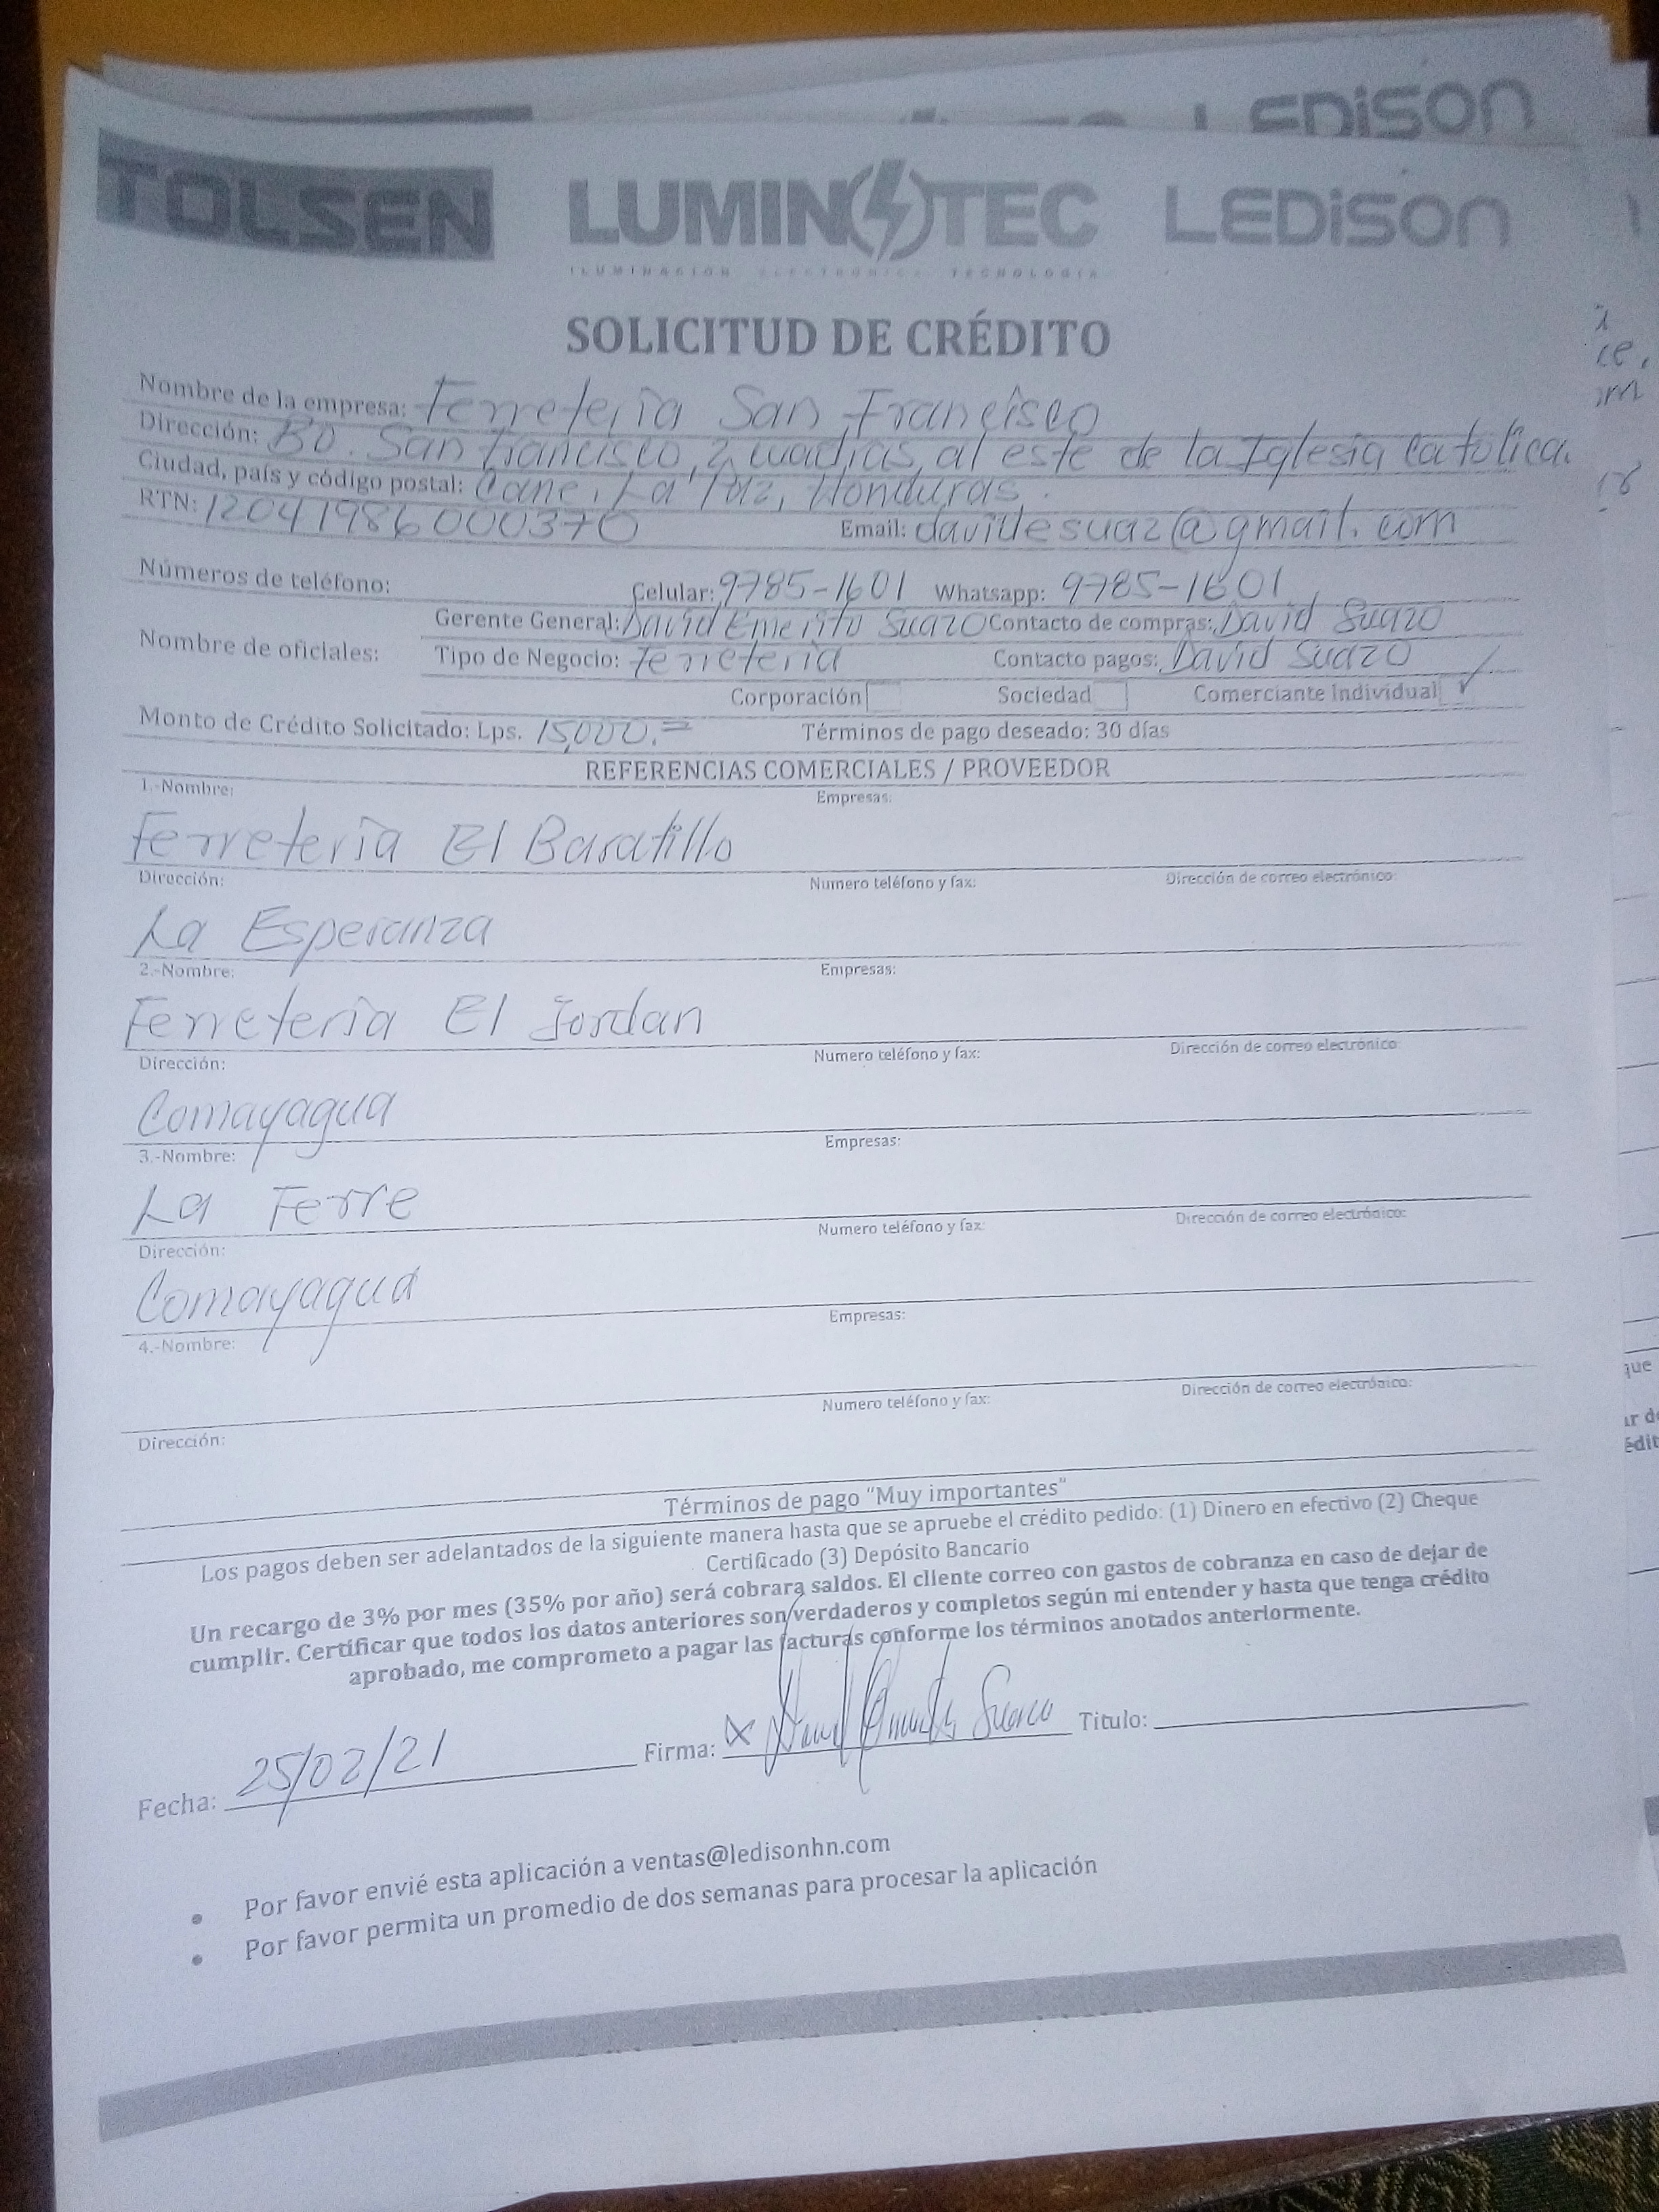 LEDISON
TOLSEN LUMINOTEC LEDISON
ILUMINACION ELECTRONICA TECNOLOGIA
SOLICITUD DE CRÉDITO
Nombre de la empresa: Ferreteria San Francisco
Dirección: Bo. San francisco, 2 cuadras al este de la Iglesia Catolica.
Ciudad, país y código postal: Cane, La Paz, Honduras.
RTN: 12041986000370 Email: davidesuaz@gmail.com
Números de teléfono: Celular: 9785-1601 Whatsapp: 9785-1601
Gerente General: David Emerito Suazo Contacto de compras: David Suazo
Nombre de oficiales: Tipo de Negocio: Ferreteria Contacto pagos: David Suazo
Corporación Sociedad Comerciante Individual ✓
Monto de Crédito Solicitado: Lps. 15,000.= Términos de pago deseado: 30 días
REFERENCIAS COMERCIALES / PROVEEDOR
1.-Nombre: Empresas:
Ferreteria El Baratillo
Dirección: Numero teléfono y fax: Dirección de correo electrónico:
La Esperanza
2.-Nombre: Empresas:
Ferreteria El Jordan
Dirección: Numero teléfono y fax: Dirección de correo electrónico:
Comayagua
3.-Nombre: Empresas:
La Ferre
Dirección: Numero teléfono y fax: Dirección de correo electrónico:
Comayagua
4.-Nombre: Empresas:
Dirección: Numero teléfono y fax: Dirección de correo electrónico:
Términos de pago "Muy importantes"
Los pagos deben ser adelantados de la siguiente manera hasta que se apruebe el crédito pedido: (1) Dinero en efectivo (2) Cheque
Certificado (3) Depósito Bancario
Un recargo de 3% por mes (35% por año) será cobrara saldos. El cliente correo con gastos de cobranza en caso de dejar de
cumplir. Certificar que todos los datos anteriores son verdaderos y completos según mi entender y hasta que tenga crédito
aprobado, me comprometo a pagar las facturas conforme los términos anotados anteriormente.
Fecha: 25/02/21 Firma: x David Emerito Suazo Titulo:
• Por favor envié esta aplicación a ventas@ledisonhn.com
• Por favor permita un promedio de dos semanas para procesar la aplicación